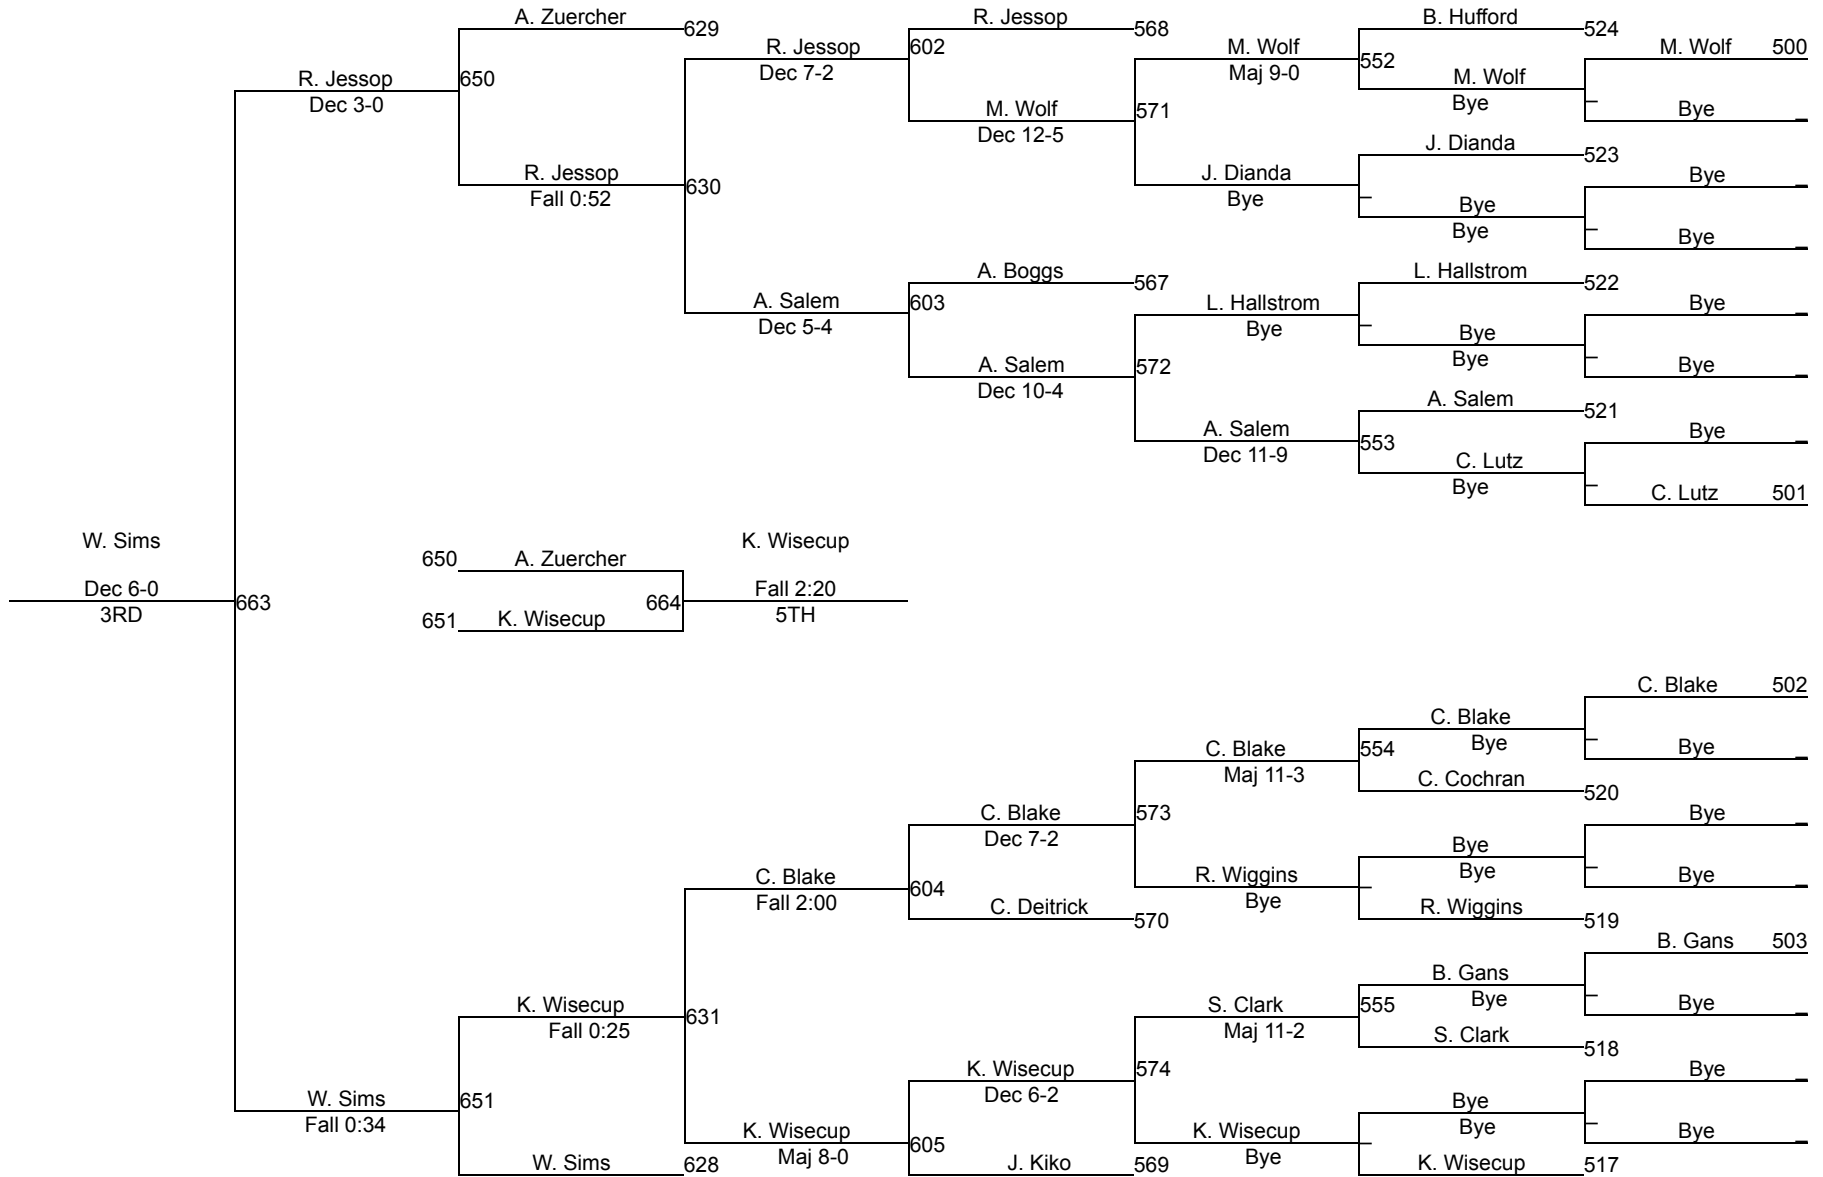 A. Zuercher 629
R. Jessop 568
B. Hufford 524
R. Jessop 602
M. Wolf 552
M. Wolf 500
Dec 7-2
Maj 9-0
R. Jessop 650
M. Wolf
Dec 3-0
Bye
M. Wolf 571
Bye
Dec 12-5
J. Dianda 523
R. Jessop 630
J. Dianda
Bye
Fall 0:52
Bye
Bye
Bye
Bye
A. Boggs 567
L. Hallstrom 522
A. Salem 603
L. Hallstrom
Bye
Dec 5-4
Bye
Bye
A. Salem 572
Bye
Bye
Dec 10-4
A. Salem 521
A. Salem 553
Bye
Dec 11-9
C. Lutz
Bye
C. Lutz 501
W. Sims
K. Wisecup
650 A. Zuercher
Dec 6-0
Fall 2:20
663
664
3RD
651 K. Wisecup
5TH
C. Blake 502
C. Blake
C. Blake 554
Bye
Bye
Maj 11-3
C. Cochran 520
C. Blake 573
Bye
Dec 7-2
Bye
C. Blake 604
R. Wiggins
Bye
Bye
Fall 2:00
Bye
C. Deitrick 570
R. Wiggins 519
B. Gans 503
B. Gans
K. Wisecup 631
S. Clark 555
Bye
Bye
Fall 0:25
Maj 11-2
S. Clark 518
K. Wisecup 574
Bye
Dec 6-2
W. Sims 651
Bye
Fall 0:34
Bye
K. Wisecup 605
K. Wisecup
Bye
Maj 8-0
Bye
W. Sims 628
J. Kiko 569
K. Wisecup 517